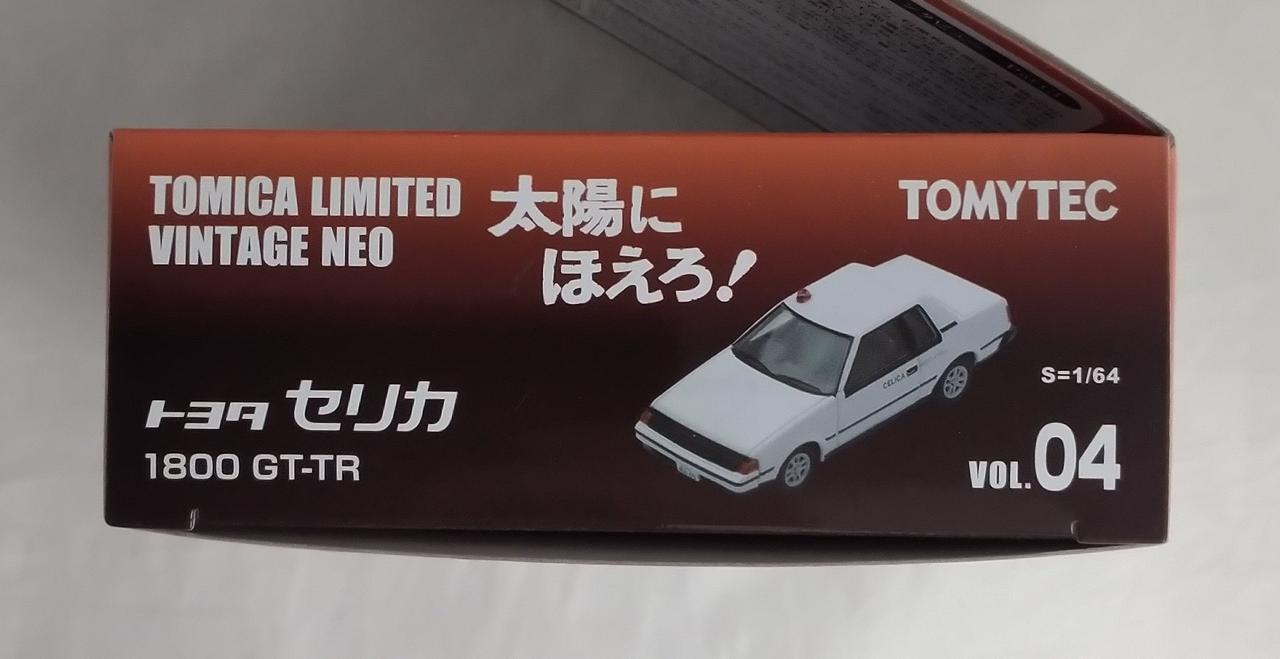 TOMICA LIMITED
VINTAGE NEO
太陽に
ほえろ!
TOMYTEC
CELICA
S=1/64
トヨタ セリカ
1800 GT-TR
VOL.04